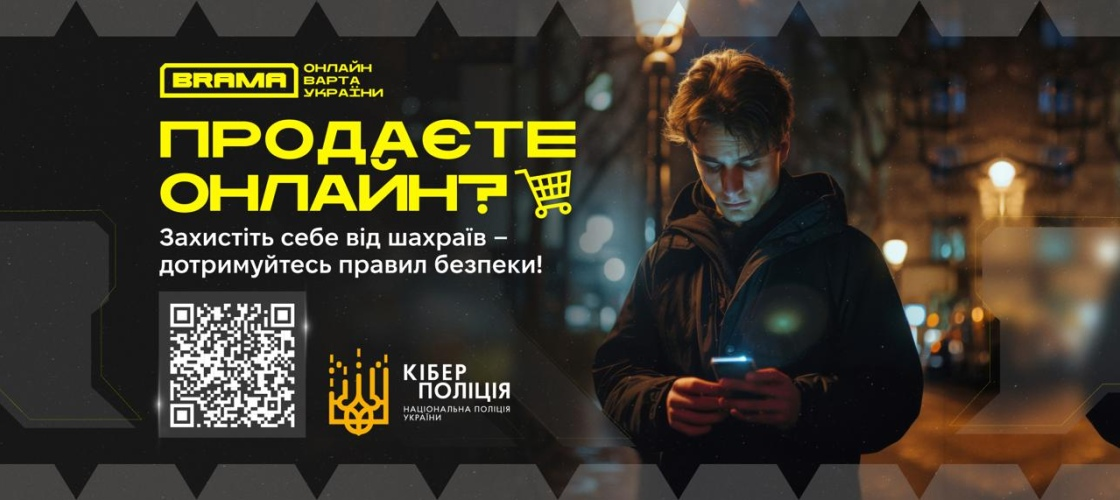 BRAMA
ОНЛАЙН
ВАРТА
УКРАЇНИ
ПРОДАЄТЕ
ОНЛАЙН?
Захистіть себе від шахраїв –
дотримуйтесь правил безпеки!
КІБЕР
ПОЛІЦІЯ
НАЦІОНАЛЬНА ПОЛІЦІЯ
УКРАЇНИ